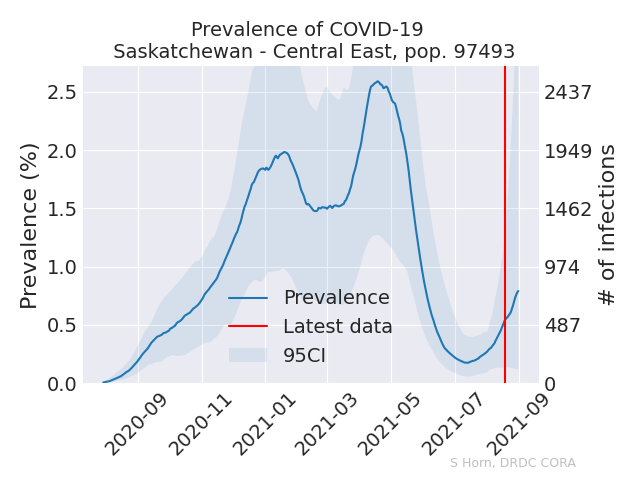 Prevalence of COVID-19
Saskatchewan - Central East, pop. 97493
Prevalence (%)
2.5
2.0
1.5
1.0
0.5
0.0
2437
1949
1462
974
487
0
# of infections
Prevalence
Latest data
95CI
2020-09
2020-11
2021-01
2021-03
2021-05
2021-07
2021-09
S Horn, DRDC CORA